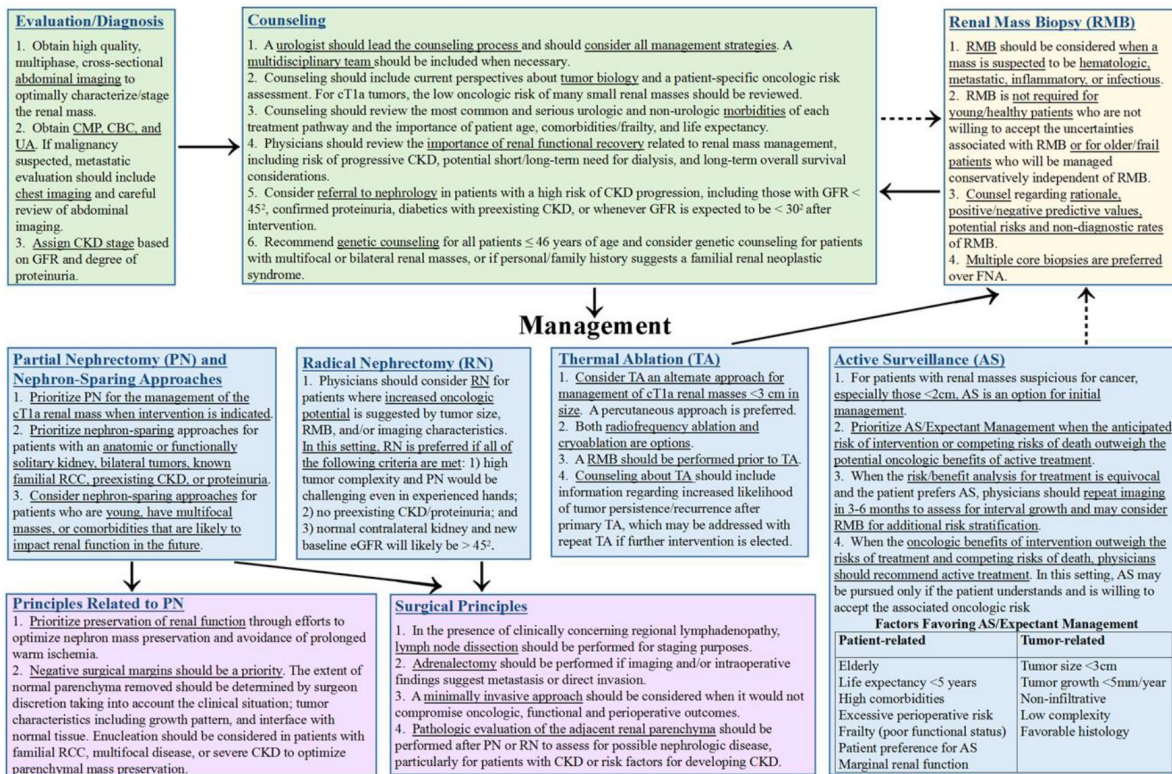 Evaluation/Diagnosis
1. Obtain high quality,
multiphase, cross-sectional
abdominal imaging to
optimally characterize/stage
the renal mass.
2. Obtain CMP, CBC, and
UA. If malignancy
suspected, metastatic
evaluation should include
chest imaging and careful
review of abdominal
imaging.
3. Assign CKD stage based
on GFR and degree of
proteinuria.
Counseling
1. A urologist should lead the counseling process and should consider all management strategies. A
multidisciplinary team should be included when necessary.
2. Counseling should include current perspectives about tumor biology and a patient-specific oncologic risk
assessment. For cT1a tumors, the low oncologic risk of many small renal masses should be reviewed.
3. Counseling should review the most common and serious urologic and non-urologic morbidities of each
treatment pathway and the importance of patient age, comorbidities/frailty, and life expectancy.
4. Physicians should review the importance of renal functional recovery related to renal mass management,
including risk of progressive CKD, potential short/long-term need for dialysis, and long-term overall survival
considerations.
5. Consider referral to nephrology in patients with a high risk of CKD progression, including those with GFR <
45², confirmed proteinuria, diabetics with preexisting CKD, or whenever GFR is expected to be < 30² after
intervention.
6. Recommend genetic counseling for all patients ≤ 46 years of age and consider genetic counseling for patients
with multifocal or bilateral renal masses, or if personal/family history suggests a familial renal neoplastic
syndrome.
Renal Mass Biopsy (RMB)
1. RMB should be considered when a
mass is suspected to be hematologic,
metastatic, inflammatory, or infectious.
2. RMB is not required for
young/healthy patients who are not
willing to accept the uncertainties
associated with RMB or for older/frail
patients who will be managed
conservatively independent of RMB.
3. Counsel regarding rationale,
positive/negative predictive values,
potential risks and non-diagnostic rates
of RMB.
4. Multiple core biopsies are preferred
over FNA.
Management
Partial Nephrectomy (PN) and
Nephron-Sparing Approaches
1. Prioritize PN for the management of the
cT1a renal mass when intervention is indicated.
2. Prioritize nephron-sparing approaches for
patients with an anatomic or functionally
solitary kidney, bilateral tumors, known
familial RCC, preexisting CKD, or proteinuria.
3. Consider nephron-sparing approaches for
patients who are young, have multifocal
masses, or comorbidities that are likely to
impact renal function in the future.
Radical Nephrectomy (RN)
1. Physicians should consider RN for
patients where increased oncologic
potential is suggested by tumor size,
RMB, and/or imaging characteristics.
In this setting, RN is preferred if all of
the following criteria are met: 1) high
tumor complexity and PN would be
challenging even in experienced hands;
2) no preexisting CKD/proteinuria; and
3) normal contralateral kidney and new
baseline eGFR will likely be > 45².
Thermal Ablation (TA)
1. Consider TA an alternate approach for
management of cT1a renal masses <3 cm in
size. A percutaneous approach is preferred.
2. Both radiofrequency ablation and
cryoablation are options.
3. A RMB should be performed prior to TA.
4. Counseling about TA should include
information regarding increased likelihood
of tumor persistence/recurrence after
primary TA, which may be addressed with
repeat TA if further intervention is elected.
Active Surveillance (AS)
1. For patients with renal masses suspicious for cancer,
especially those <2cm, AS is an option for initial
management.
2. Prioritize AS/Expectant Management when the anticipated
risk of intervention or competing risks of death outweigh the
potential oncologic benefits of active treatment.
3. When the risk/benefit analysis for treatment is equivocal
and the patient prefers AS, physicians should repeat imaging
in 3-6 months to assess for interval growth and may consider
RMB for additional risk stratification.
4. When the oncologic benefits of intervention outweigh the
risks of treatment and competing risks of death, physicians
should recommend active treatment. In this setting, AS may
be pursued only if the patient understands and is willing to
accept the associated oncologic risk
Factors Favoring AS/Expectant Management
Patient-related Tumor-related
Elderly Tumor size <3cm
Life expectancy <5 years Tumor growth <5mm/year
High comorbidities Non-infiltrative
Excessive perioperative risk Low complexity
Frailty (poor functional status) Favorable histology
Patient preference for AS
Marginal renal function
Principles Related to PN
1. Prioritize preservation of renal function through efforts to
optimize nephron mass preservation and avoidance of prolonged
warm ischemia.
2. Negative surgical margins should be a priority. The extent of
normal parenchyma removed should be determined by surgeon
discretion taking into account the clinical situation; tumor
characteristics including growth pattern, and interface with
normal tissue. Enucleation should be considered in patients with
familial RCC, multifocal disease, or severe CKD to optimize
parenchymal mass preservation.
Surgical Principles
1. In the presence of clinically concerning regional lymphadenopathy,
lymph node dissection should be performed for staging purposes.
2. Adrenalectomy should be performed if imaging and/or intraoperative
findings suggest metastasis or direct invasion.
3. A minimally invasive approach should be considered when it would not
compromise oncologic, functional and perioperative outcomes.
4. Pathologic evaluation of the adjacent renal parenchyma should be
performed after PN or RN to assess for possible nephrologic disease,
particularly for patients with CKD or risk factors for developing CKD.